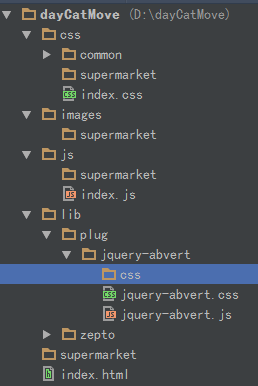 dayCatMove (D:\dayCatMove)
css
common
supermarket
index.css
images
supermarket
js
supermarket
index.js
lib
plug
jquery-abvert
css
jquery-abvert.css
jquery-abvert.js
zepto
supermarket
index.html